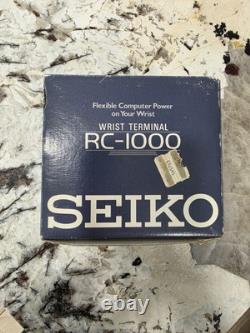 Flexible Computer Power
on Your Wrist
WRIST TERMINAL
RC-1000
SEIKO